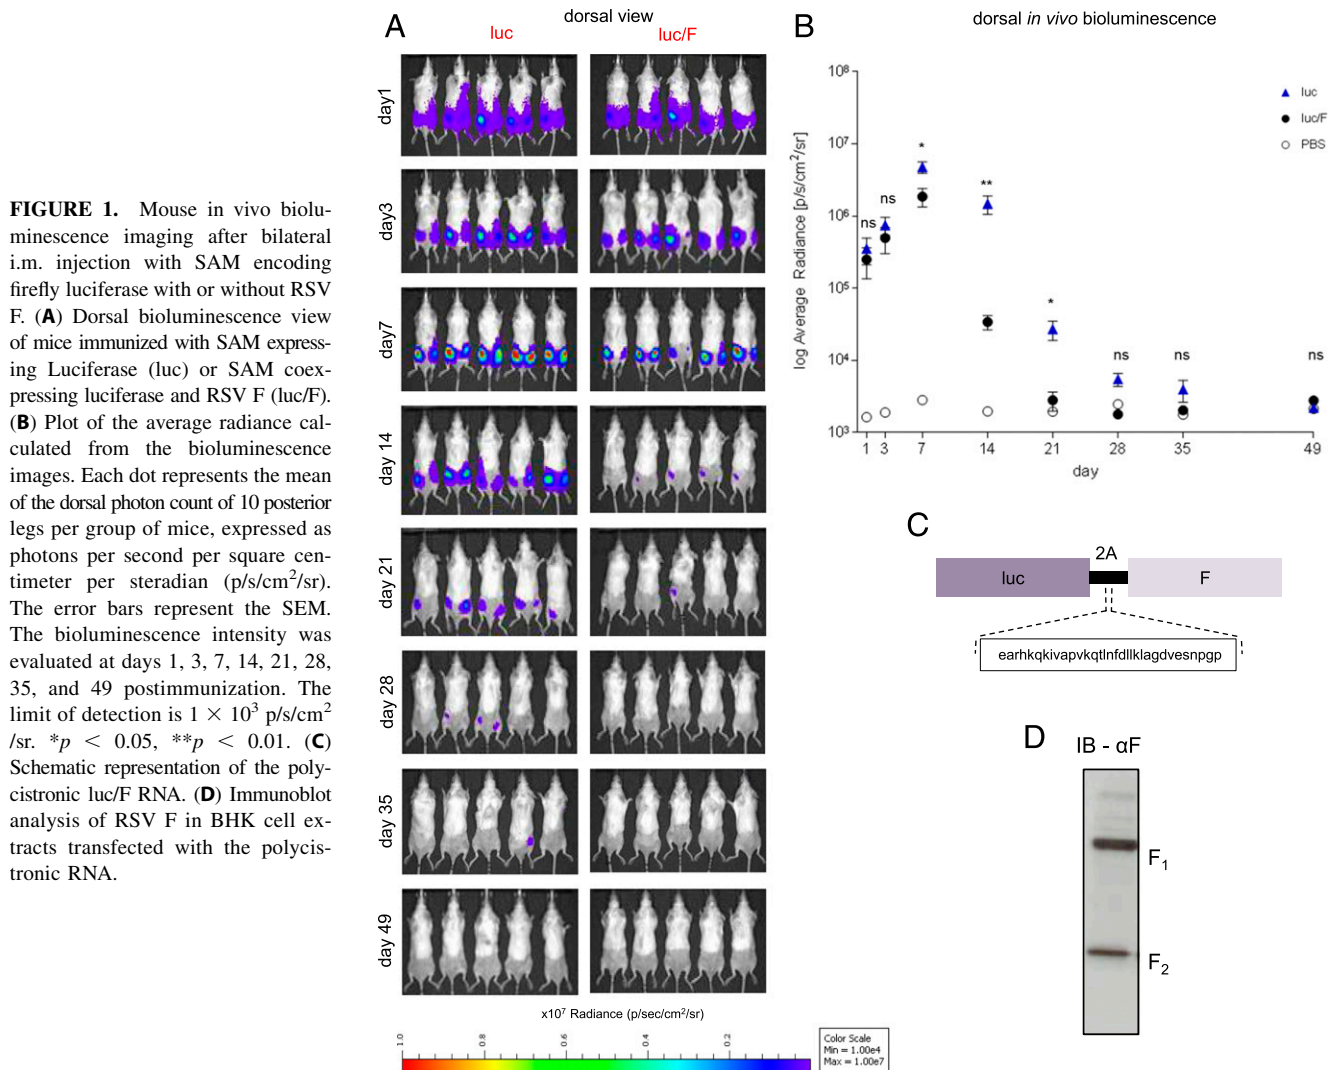 FIGURE 1. Mouse in vivo biolu-
minescence imaging after bilateral
i.m. injection with SAM encoding
firefly luciferase with or without RSV
F. (A) Dorsal bioluminescence view
of mice immunized with SAM express-
ing Luciferase (luc) or SAM coex-
pressing luciferase and RSV F (luc/F).
(B) Plot of the average radiance cal-
culated from the bioluminescence
images. Each dot represents the mean
of the dorsal photon count of 10 posterior
legs per group of mice, expressed as
photons per second per square cen-
timeter per steradian (p/s/cm²/sr).
The error bars represent the SEM.
The bioluminescence intensity was
evaluated at days 1, 3, 7, 14, 21, 28,
35, and 49 postimmunization. The
limit of detection is 1 × 10³ p/s/cm²
/sr. *p < 0.05, **p < 0.01. (C)
Schematic representation of the poly-
cistronic luc/F RNA. (D) Immunoblot
analysis of RSV F in BHK cell ex-
tracts transfected with the polycis-
tronic RNA.
A
dorsal view
luc luc/F
day1
day3
day7
day 14
day 21
day 28
day 35
day 49
x10⁷ Radiance (p/sec/cm²/sr)
1.0 0.8 0.6 0.4 0.2
Color Scale
Min = 1.00e4
Max = 1.00e7
B
dorsal in vivo bioluminescence
luc
luc/F
PBS
log Average Radiance [p/s/cm²/sr]
10⁸
10⁷
10⁶
10⁵
10⁴
10³
ns ns * ** * ns ns ns
1 3 7 14 21 28 35 49
day
C
2A
luc F
earhkqkivapvkqtlnfdllklagdvesnpgp
D
IB - αF
F₁
F₂